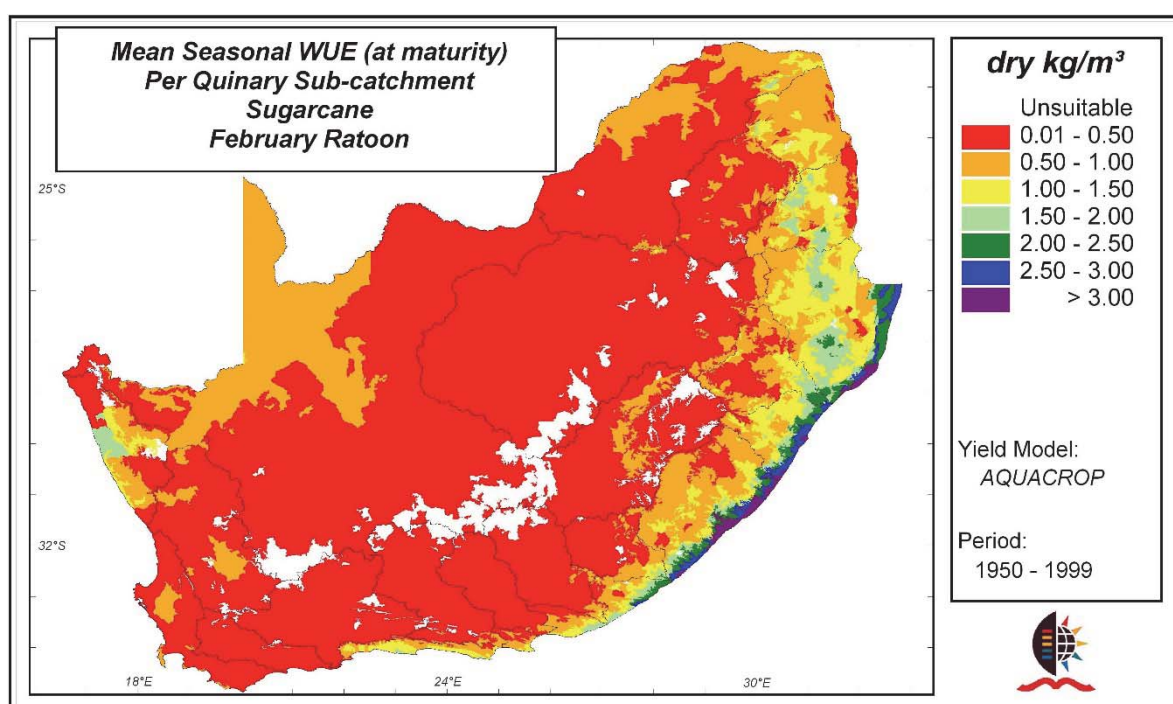 Mean Seasonal WUE (at maturity)
Per Quinary Sub-catchment
Sugarcane
February Ratoon
dry kg/m³
Unsuitable
0.01 - 0.50
0.50 - 1.00
1.00 - 1.50
1.50 - 2.00
2.00 - 2.50
2.50 - 3.00
> 3.00
Yield Model:
AQUACROP
Period:
1950 - 1999
25°S
32°S
18°E
24°E
30°E